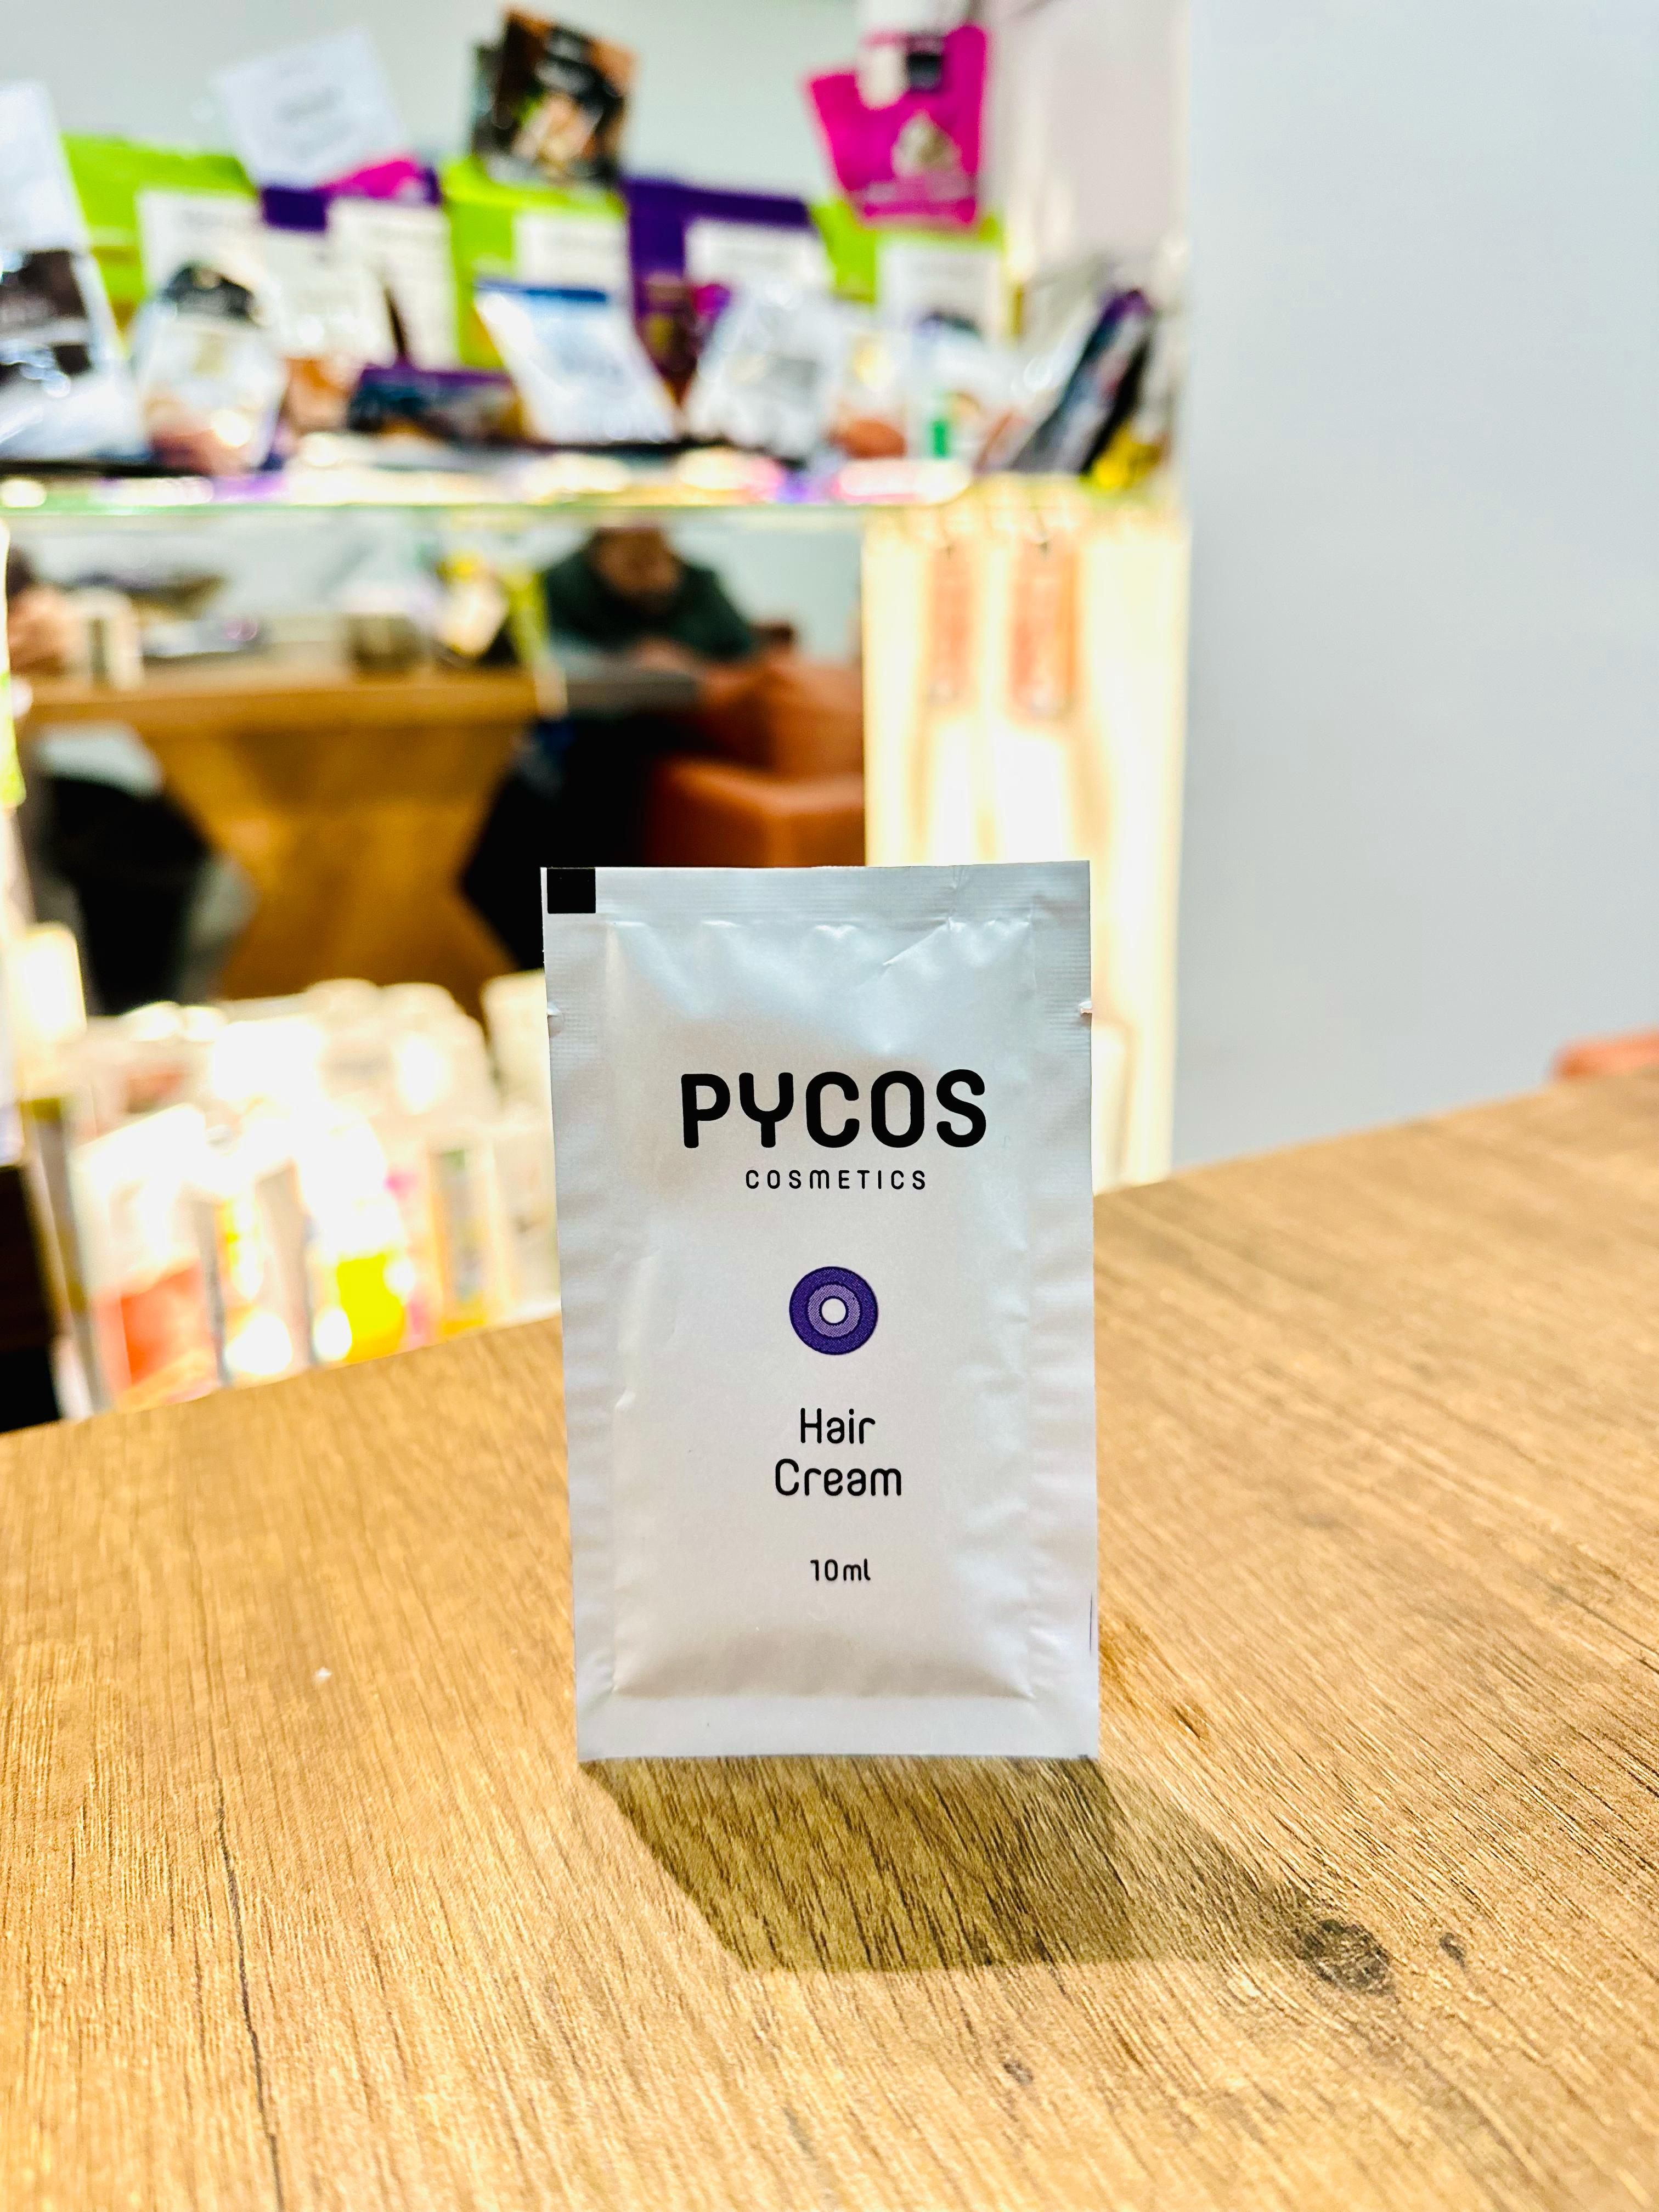 PYCOS
COSMETICS
Hair
Cream
10ml